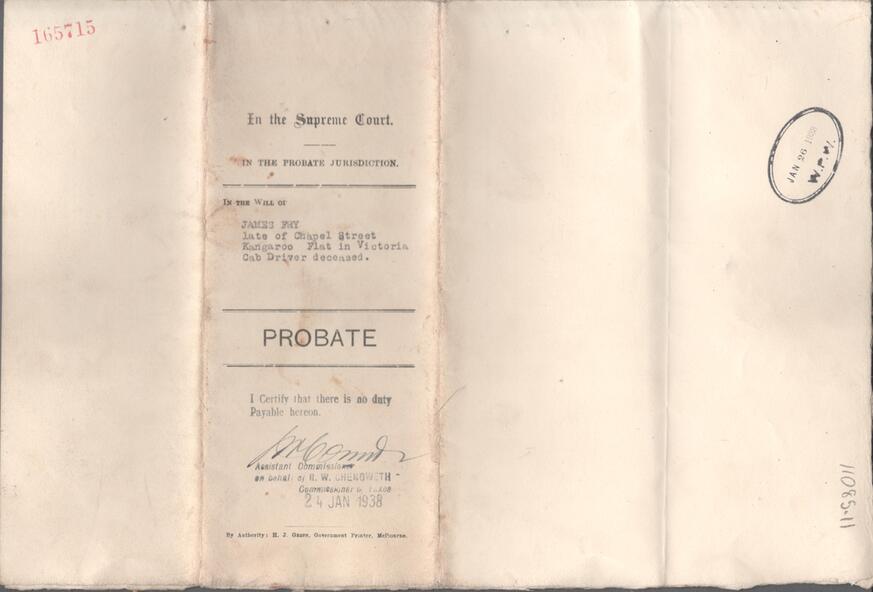 165715
In the Supreme Court.
IN THE PROBATE JURISDICTION.
IN THE WILL OF
JAMES FRY
late of Chapel Street
Kangaroo Flat in Victoria
Cab Driver deceased.
PROBATE
I Certify that there is no duty
Payable hereon.
Assistant Commissioner
on behalf of R. W. CHENOWETH -
Commissioner of Taxes
24 JAN 1938
By Authority: H. J. Green, Government Printer, Melbourne.
JAN 26 1938
W.P.W.
11085.11